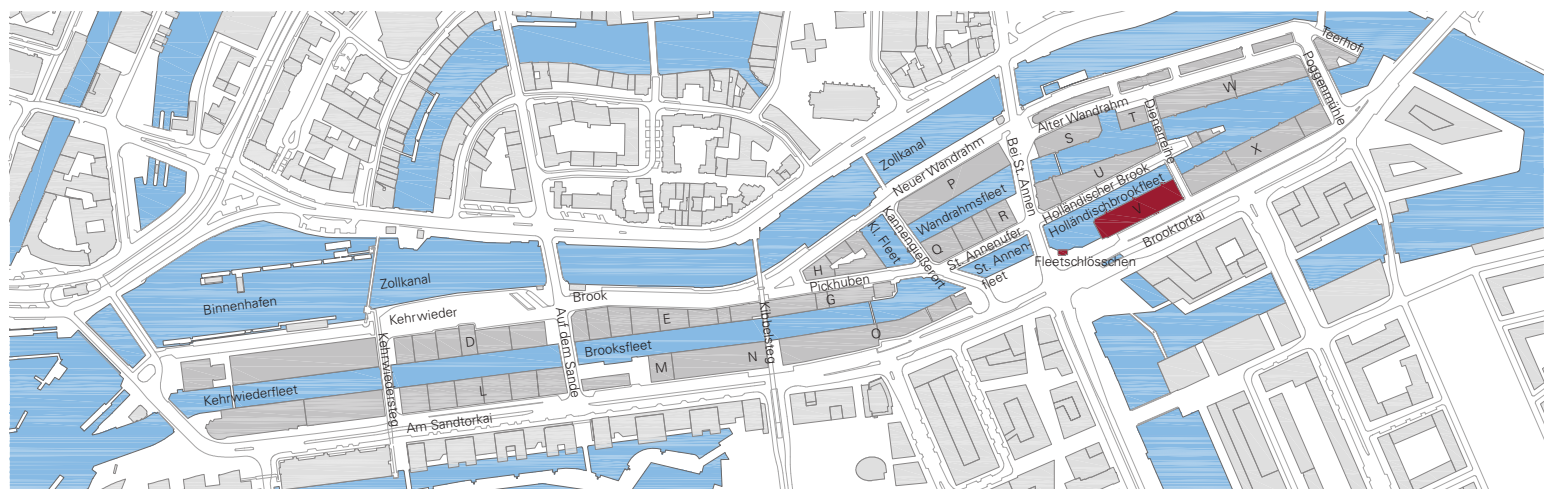 Teerhof
Poggenmühle
W
Alter Wandrahm
T
Dienerreihe
S
Zollkanal
Bei St. Annen
Neuer Wandrahm
X
U
P
Holländischer Brook
Holländischbrookfleet
Wandrahmsfleet
V
R
Kannengießerort
Kl. Fleet
Q
St. Annenufer
Brooktorkai
St. Annen-
fleet
Fleetschlösschen
H
Pickhuben
Zollkanal
Binnenhafen
Brook
G
Kehrwieder
E
Kibbelsteg
Auf dem Sande
O
D
Brooksfleet
Kehrwiedersteg
N
M
Kehrwiederfleet
L
Am Sandtorkai